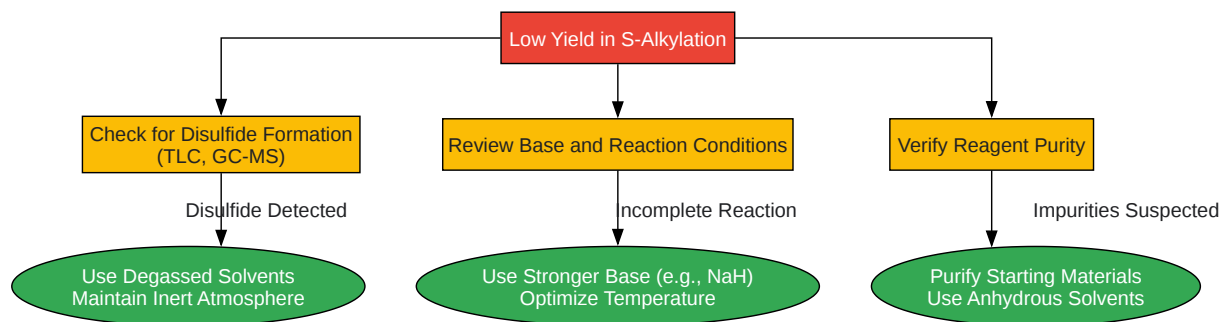 Low Yield in S-Alkylation
Check for Disulfide Formation
(TLC, GC-MS)
Review Base and Reaction Conditions
Verify Reagent Purity
Disulfide Detected
Incomplete Reaction
Impurities Suspected
Use Degassed Solvents
Maintain Inert Atmosphere
Use Stronger Base (e.g., NaH)
Optimize Temperature
Purify Starting Materials
Use Anhydrous Solvents